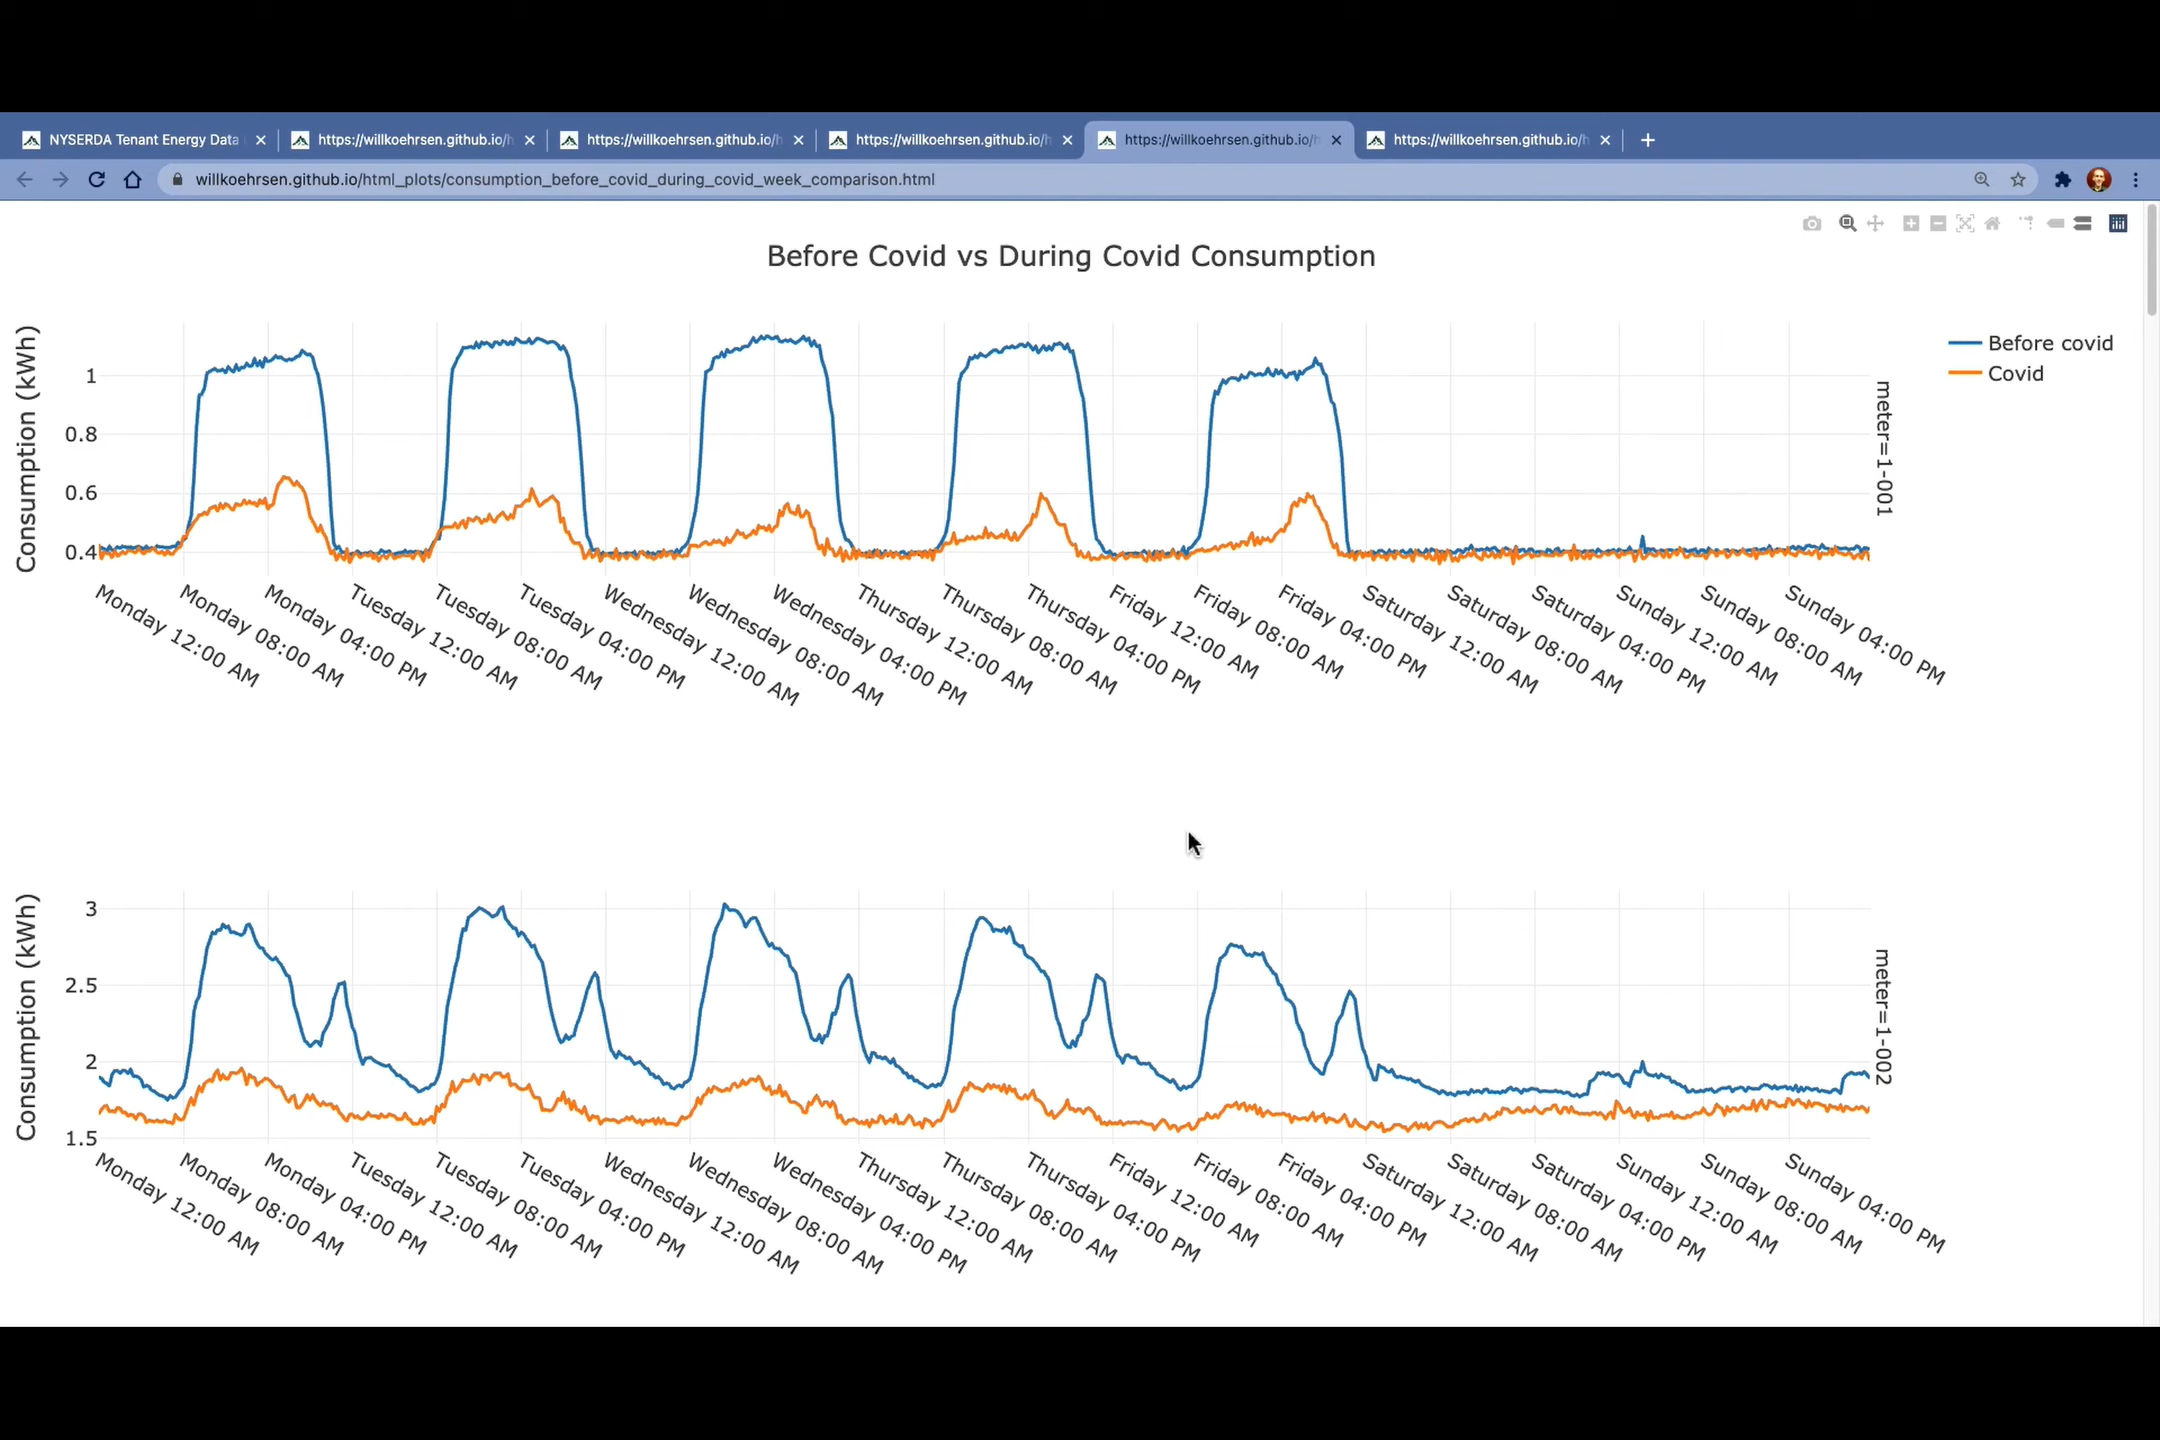 NYSERDA Tenant Energy Data
https://willkoehrsen.github.io/h
https://willkoehrsen.github.io/h
https://willkoehrsen.github.io/h
https://willkoehrsen.github.io/h
https://willkoehrsen.github.io/h
willkoehrsen.github.io/html_plots/consumption_before_covid_during_covid_week_comparison.html
Before Covid vs During Covid Consumption
Before covid
Covid
Consumption (kWh)
1
0.8
0.6
0.4
meter=1-001
Monday 12:00 AM
Monday 08:00 AM
Monday 04:00 PM
Tuesday 12:00 AM
Tuesday 08:00 AM
Tuesday 04:00 PM
Wednesday 12:00 AM
Wednesday 08:00 AM
Wednesday 04:00 PM
Thursday 12:00 AM
Thursday 08:00 AM
Thursday 04:00 PM
Friday 12:00 AM
Friday 08:00 AM
Friday 04:00 PM
Saturday 12:00 AM
Saturday 08:00 AM
Saturday 04:00 PM
Sunday 12:00 AM
Sunday 08:00 AM
Sunday 04:00 PM
Consumption (kWh)
3
2.5
2
1.5
meter=1-002
Monday 12:00 AM
Monday 08:00 AM
Monday 04:00 PM
Tuesday 12:00 AM
Tuesday 08:00 AM
Tuesday 04:00 PM
Wednesday 12:00 AM
Wednesday 08:00 AM
Wednesday 04:00 PM
Thursday 12:00 AM
Thursday 08:00 AM
Thursday 04:00 PM
Friday 12:00 AM
Friday 08:00 AM
Friday 04:00 PM
Saturday 12:00 AM
Saturday 08:00 AM
Saturday 04:00 PM
Sunday 12:00 AM
Sunday 08:00 AM
Sunday 04:00 PM